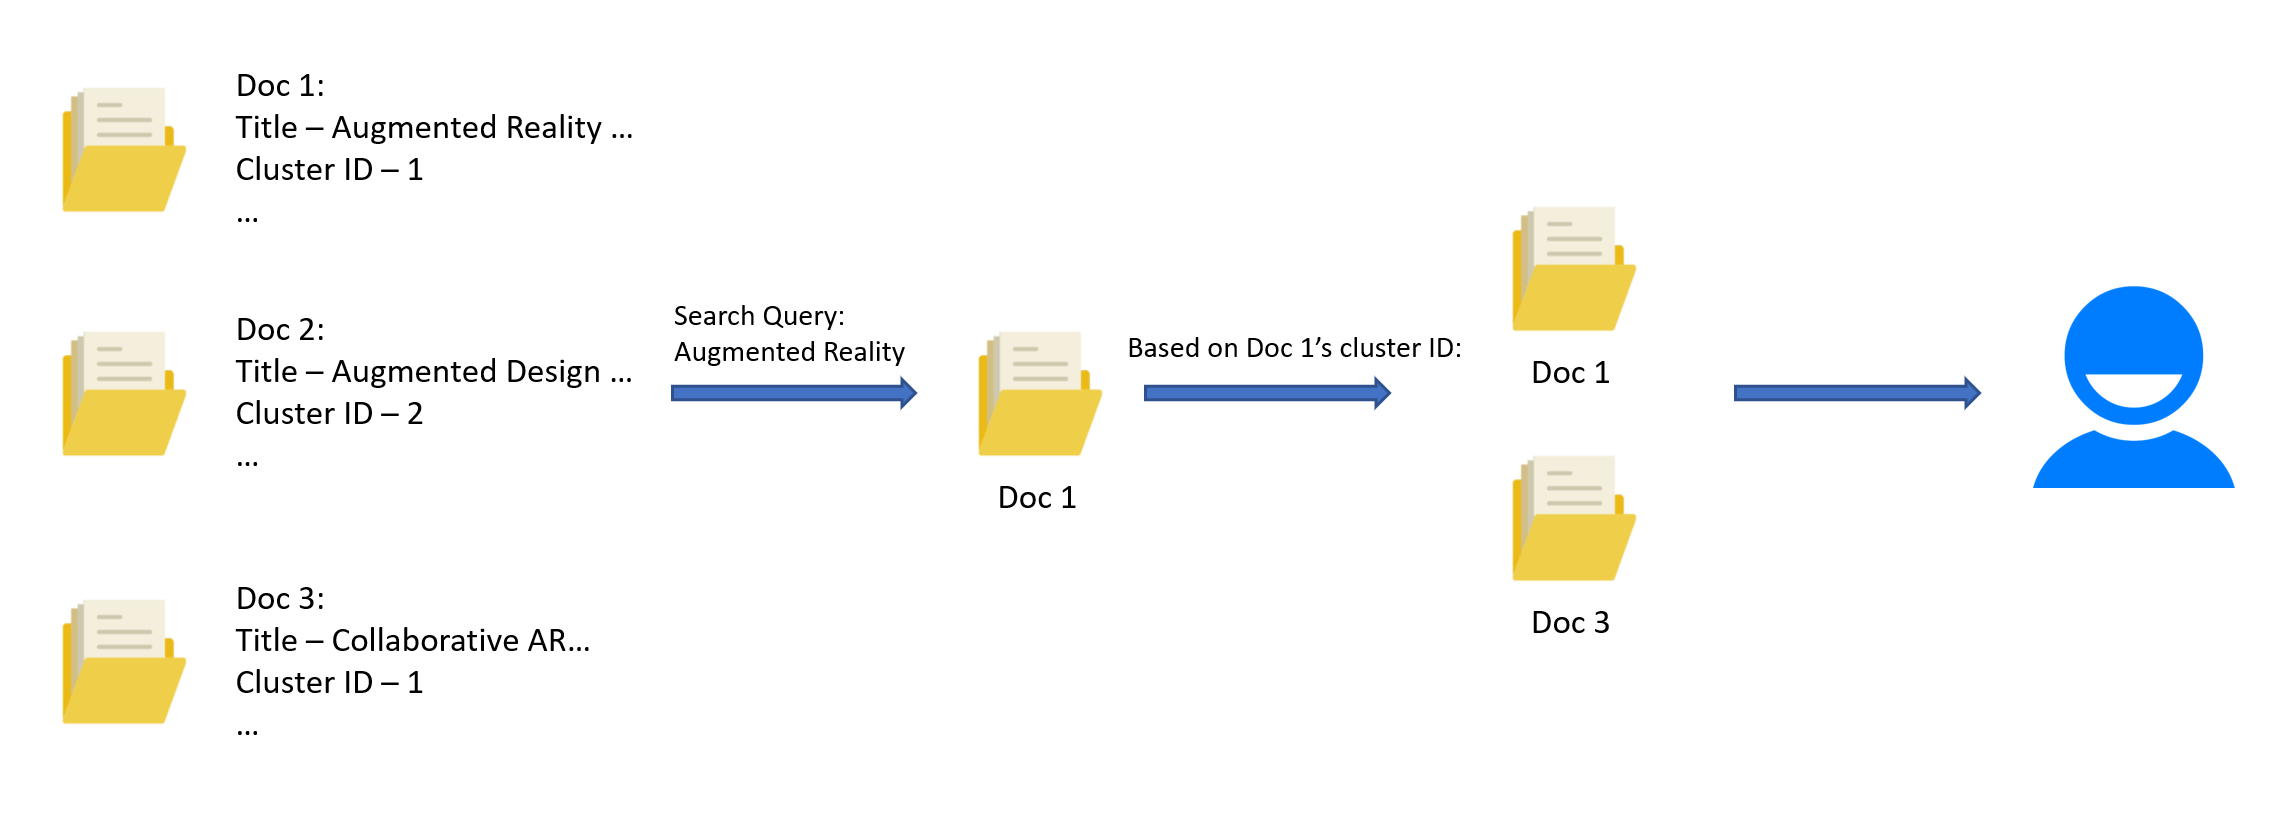 Doc 1:
Title – Augmented Reality ...
Cluster ID – 1
...
Doc 2:
Title – Augmented Design ...
Cluster ID – 2
...
Doc 3:
Title – Collaborative AR...
Cluster ID – 1
...
Search Query:
Augmented Reality
Doc 1
Based on Doc 1’s cluster ID:
Doc 1
Doc 3